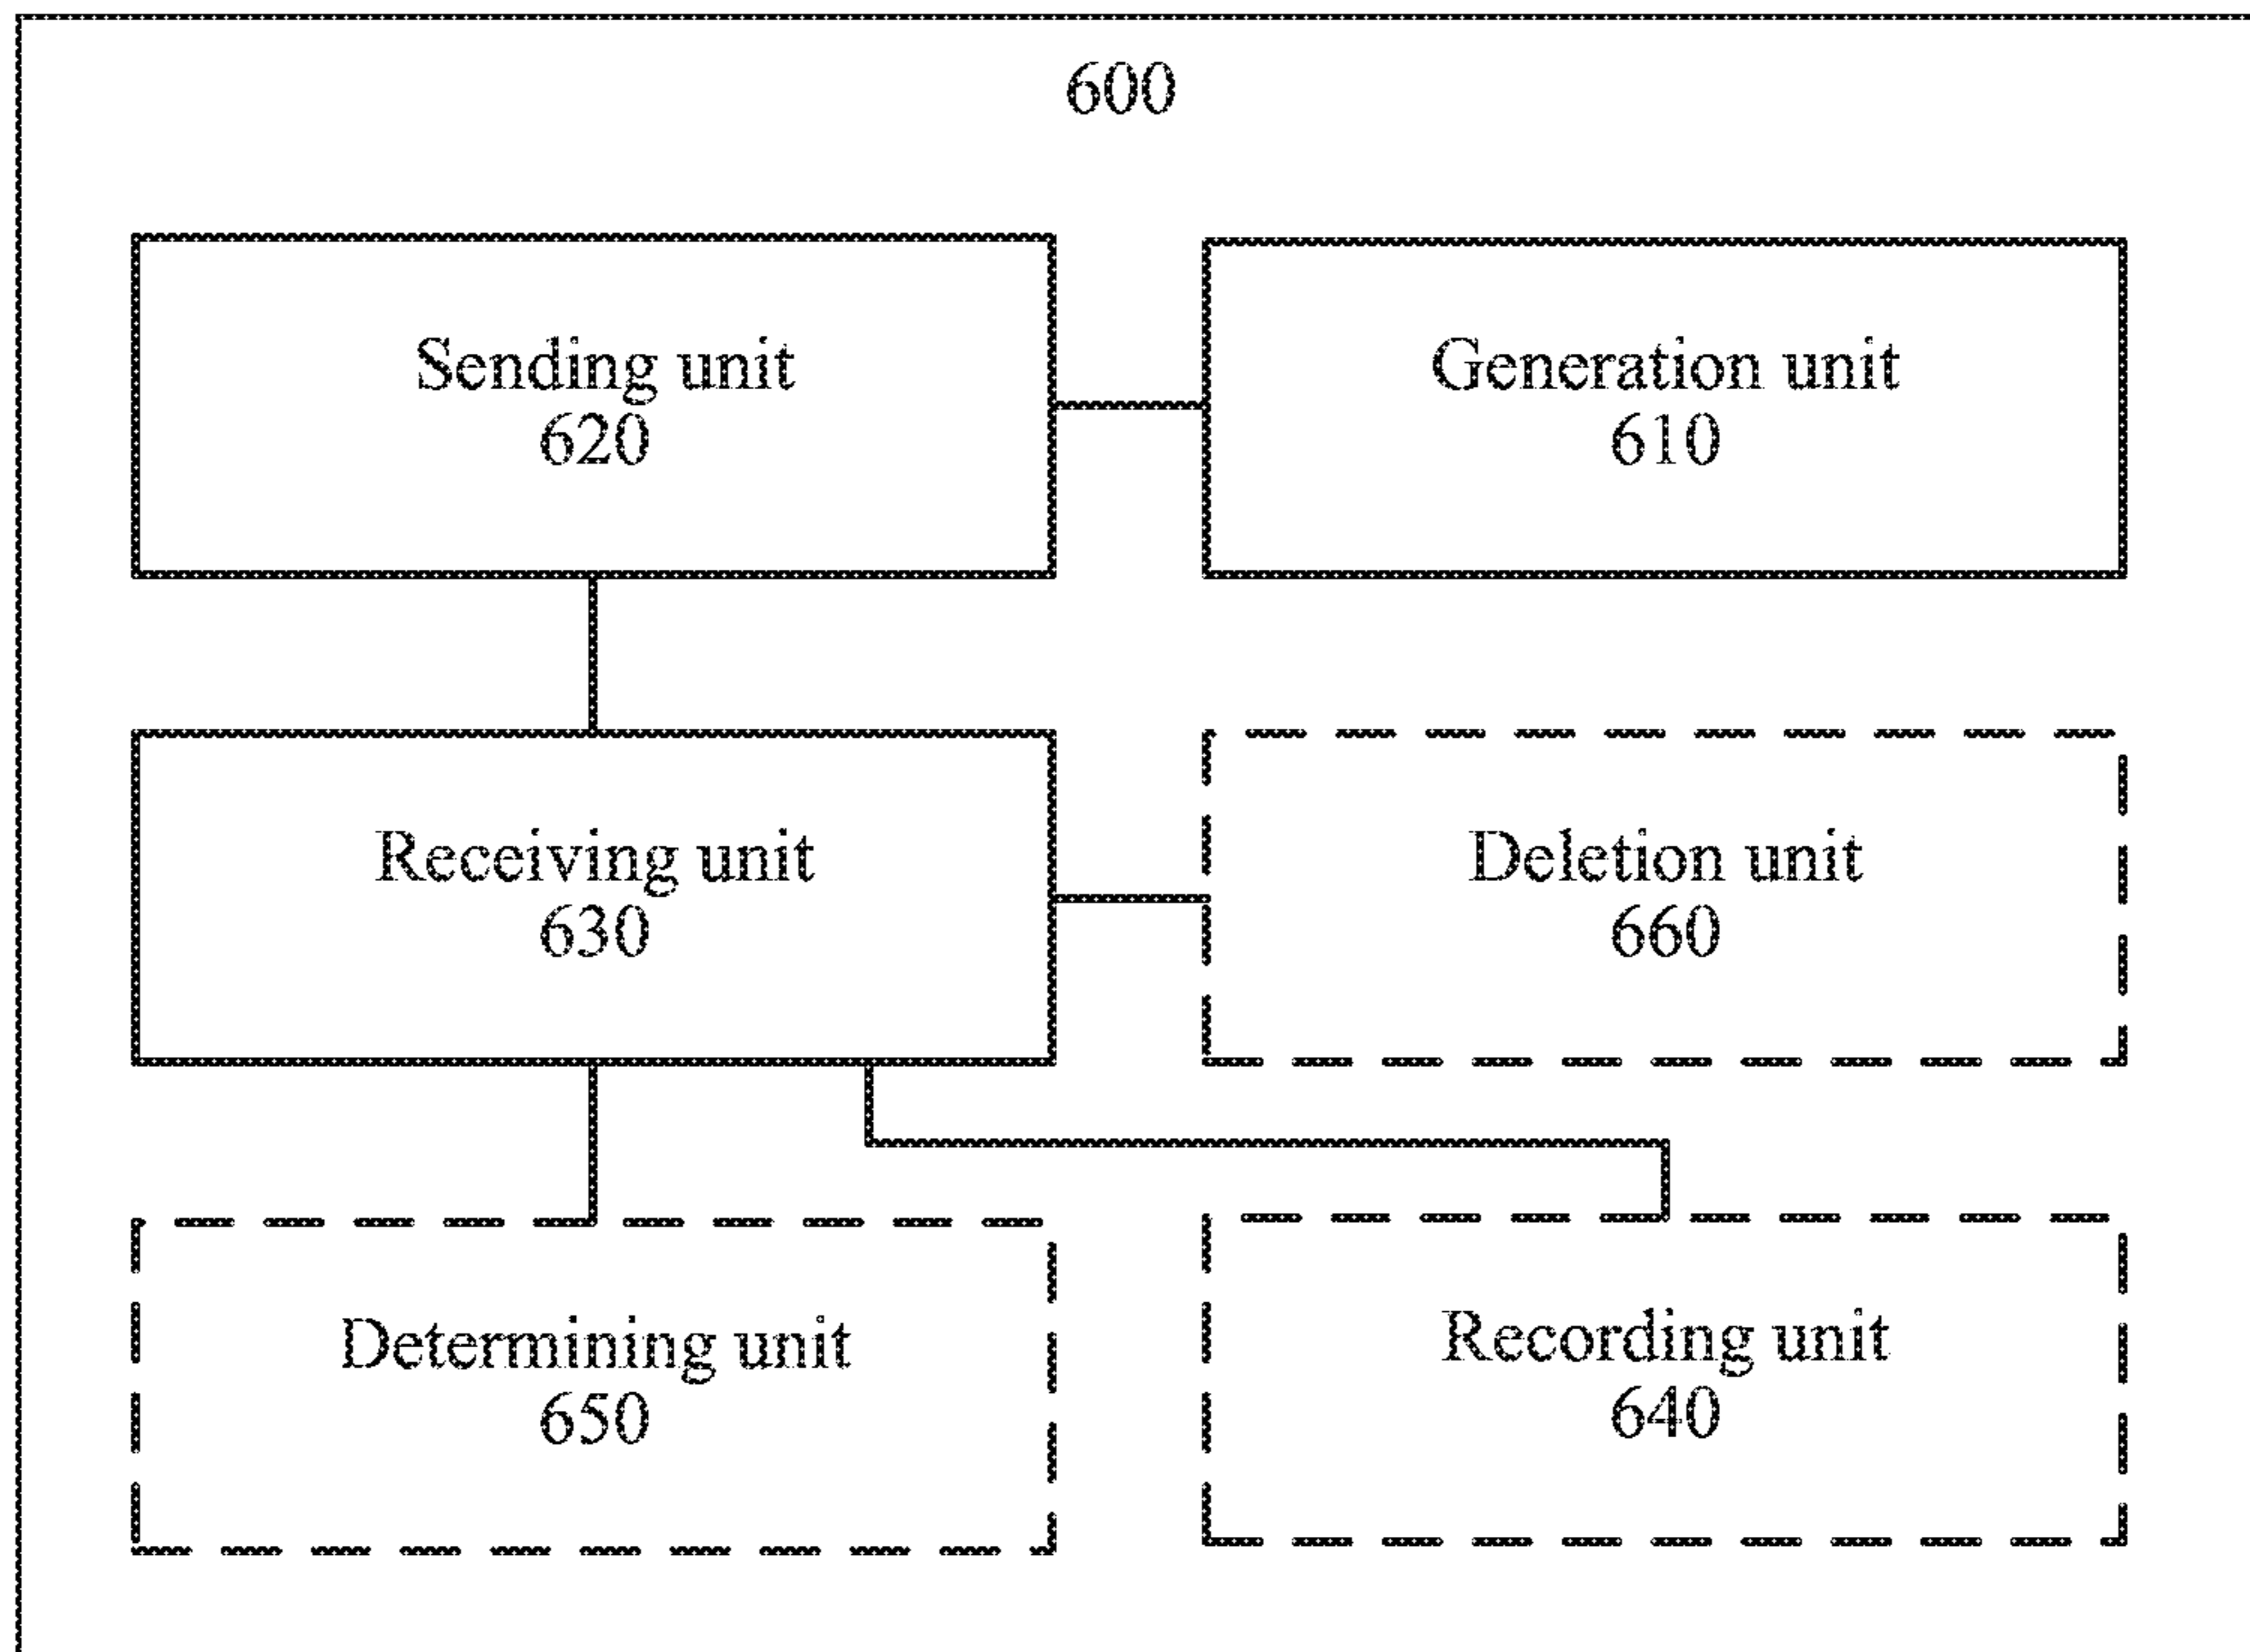 600
Sending unit
620
Generation unit
610
Receiving unit
630
Deletion unit
660
Determining unit
650
Recording unit
640